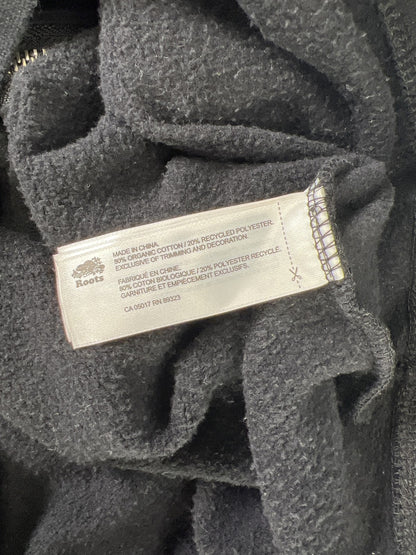 Roots
MADE IN CHINA.
80% ORGANIC COTTON / 20% RECYCLED POLYESTER.
EXCLUSIVE OF TRIMMING AND DECORATION.
FABRIQUÉ EN CHINE.
80% COTON BIOLOGIQUE / 20% POLYESTER RECYCLE.
GARNITURE ET EMPIÈCEMENT EXCLUSIFS.
CA 05017 RN 89323